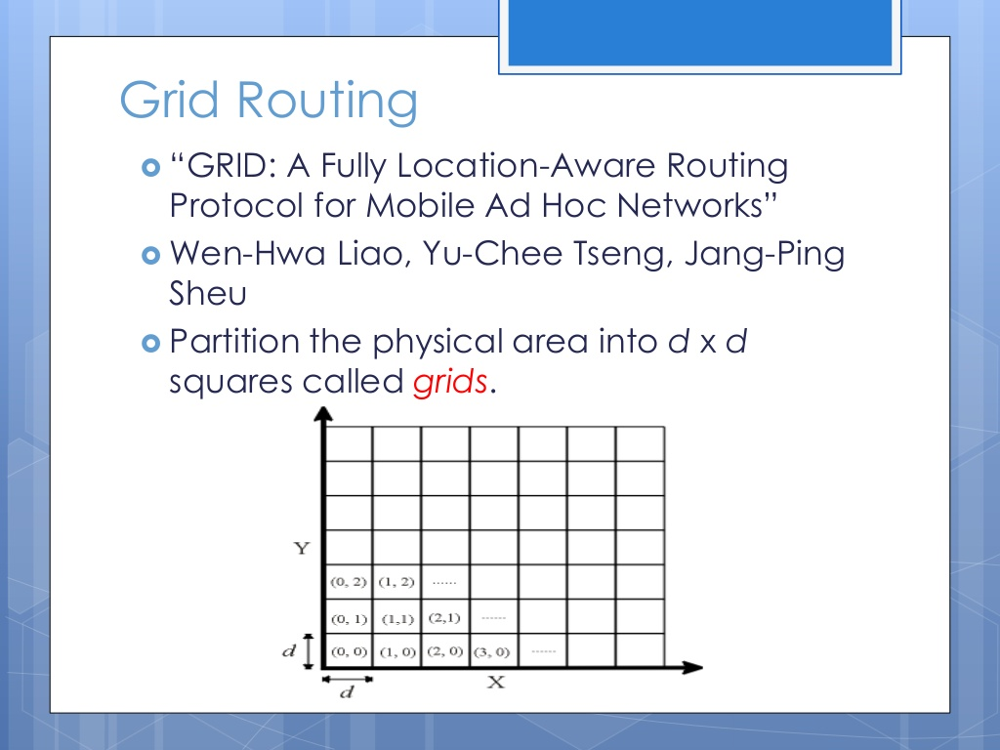 Grid Routing
“GRID: A Fully Location-Aware Routing
Protocol for Mobile Ad Hoc Networks”
Wen-Hwa Liao, Yu-Chee Tseng, Jang-Ping
Sheu
Partition the physical area into d x d
squares called grids.
Y
(0, 2) (1, 2) ......
(0, 1) (1,1) (2,1) ......
d (0, 0) (1, 0) (2, 0) (3, 0) ......
d X